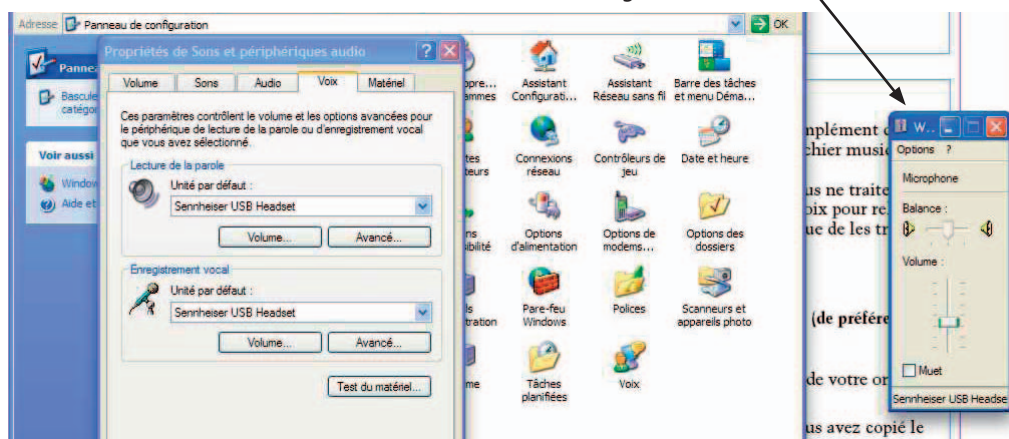 Adresse Panneau de configuration OK
Propriétés de Sons et périphériques audio
Volume Sons Audio Voix Matériel
Ces paramètres contrôlent le volume et les options avancées pour
le périphérique de lecture de la parole ou d'enregistrement vocal
que vous avez sélectionné.
Lecture de la parole
Unité par défaut :
Sennheiser USB Headset
Volume... Avancé...
Enregistrement vocal
Unité par défaut :
Sennheiser USB Headset
Volume... Avancé...
Test du matériel...
Voir aussi
Aide et
Assistant
Configurati...
Assistant
Réseau sans fil
Barre des tâches
et menu Déma...
Connexions
réseau
Contrôleurs de
jeu
Date et heure
Options
d'alimentation
Options de
modems...
Options des
dossiers
Pare-feu
Windows
Polices
Scanneurs et
appareils photo
Tâches
planifiées
Voix
W...
Options ?
Microphone
Balance :
Volume :
Muet
Sennheiser USB Headse
us ne traite
(de préfére
de votre or
us avez copié le